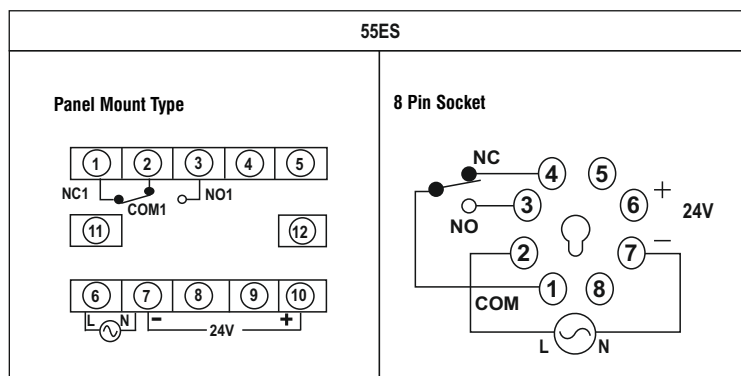 55ES
Panel Mount Type
1 2 3 4 5
NC1 COM1 NO1
11 12
6 7 8 9 10
L N − 24V +
8 Pin Socket
NC 4 5
3 6 + 24V
NO
2 7 −
COM 1 8
L N